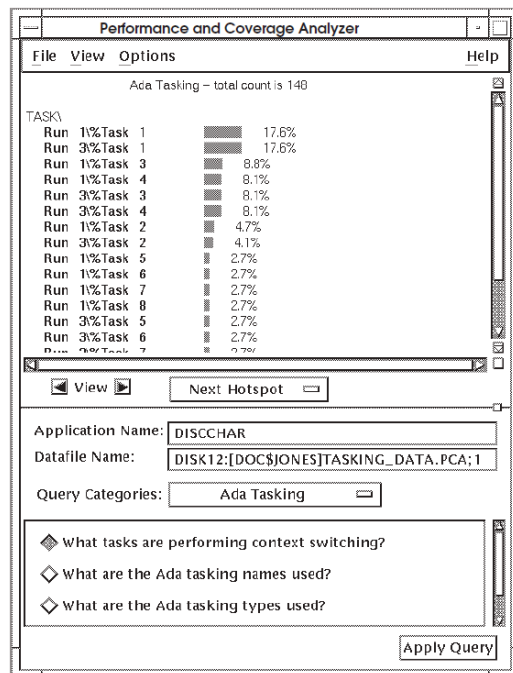 Performance and Coverage Analyzer
File View Options Help
Ada Tasking – total count is 148
TASK\
Run 1\%Task 1 17.6%
Run 3\%Task 1 17.6%
Run 1\%Task 3 8.8%
Run 1\%Task 4 8.1%
Run 3\%Task 3 8.1%
Run 3\%Task 4 8.1%
Run 1\%Task 2 4.7%
Run 3\%Task 2 4.1%
Run 1\%Task 5 2.7%
Run 1\%Task 6 2.7%
Run 1\%Task 7 2.7%
Run 1\%Task 8 2.7%
Run 3\%Task 5 2.7%
Run 3\%Task 6 2.7%
Run 3\%Task 7 2.7%
View Next Hotspot
Application Name: DISCCHAR
Datafile Name: DISK12:[DOC$JONES]TASKING_DATA.PCA;1
Query Categories: Ada Tasking
What tasks are performing context switching?
What are the Ada tasking names used?
What are the Ada tasking types used?
Apply Query